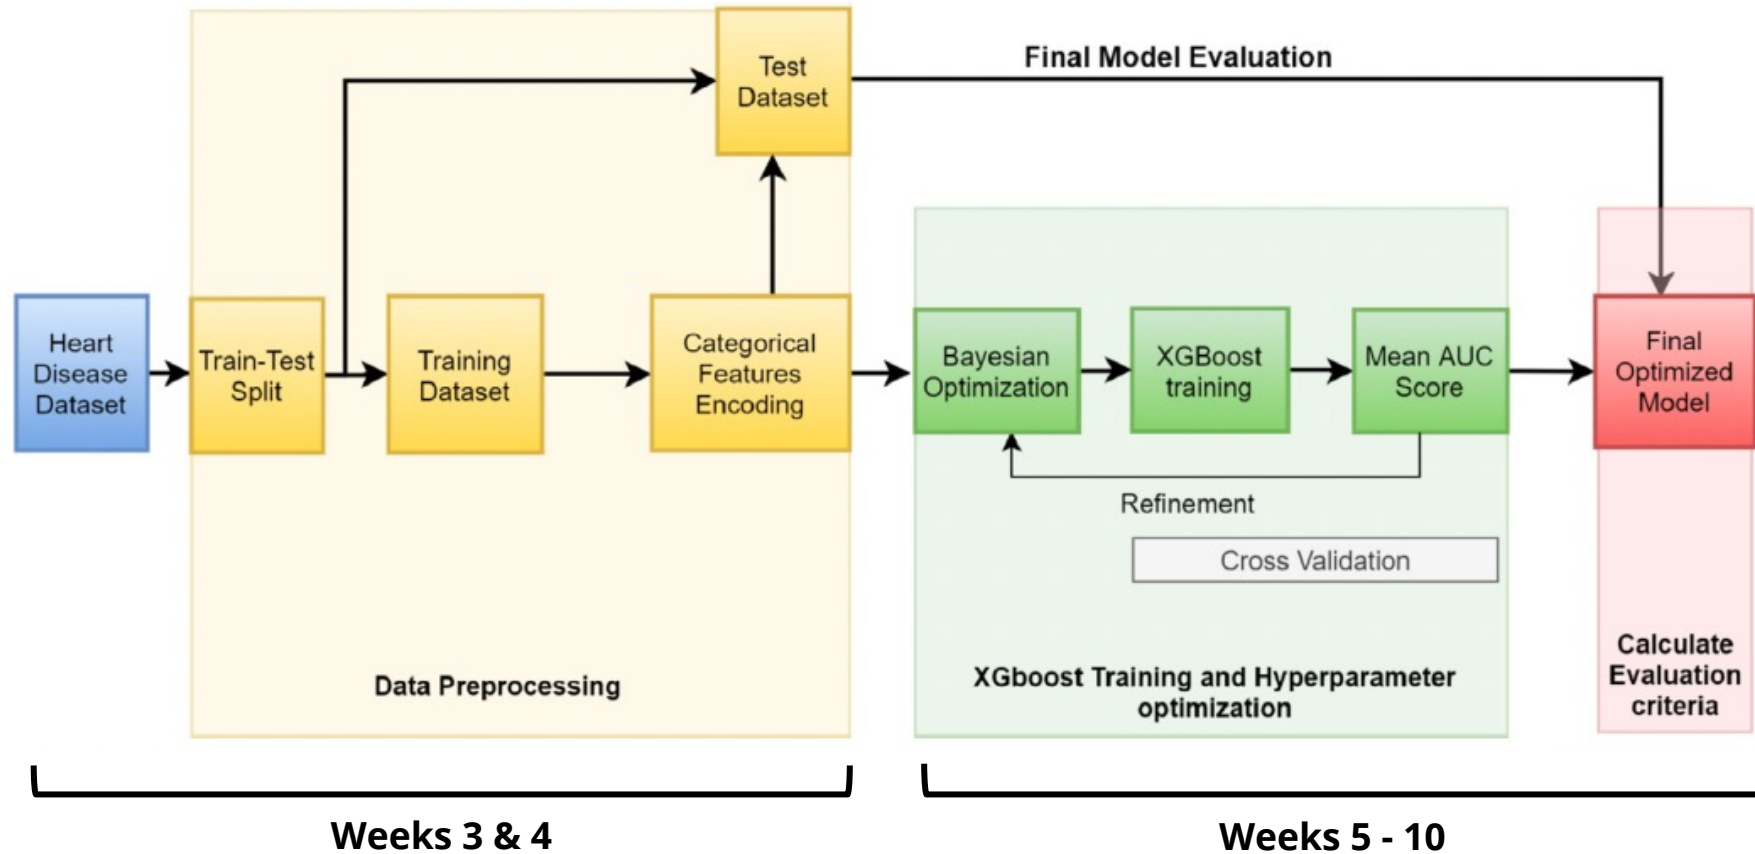 Test
Dataset
Final Model Evaluation
Heart
Disease
Dataset
Train-Test
Split
Training
Dataset
Categorical
Features
Encoding
Bayesian
Optimization
XGBoost
training
Mean AUC
Score
Final
Optimized
Model
Refinement
Cross Validation
Data Preprocessing
XGboost Training and Hyperparameter
optimization
Calculate
Evaluation
criteria
Weeks 3 & 4
Weeks 5 - 10